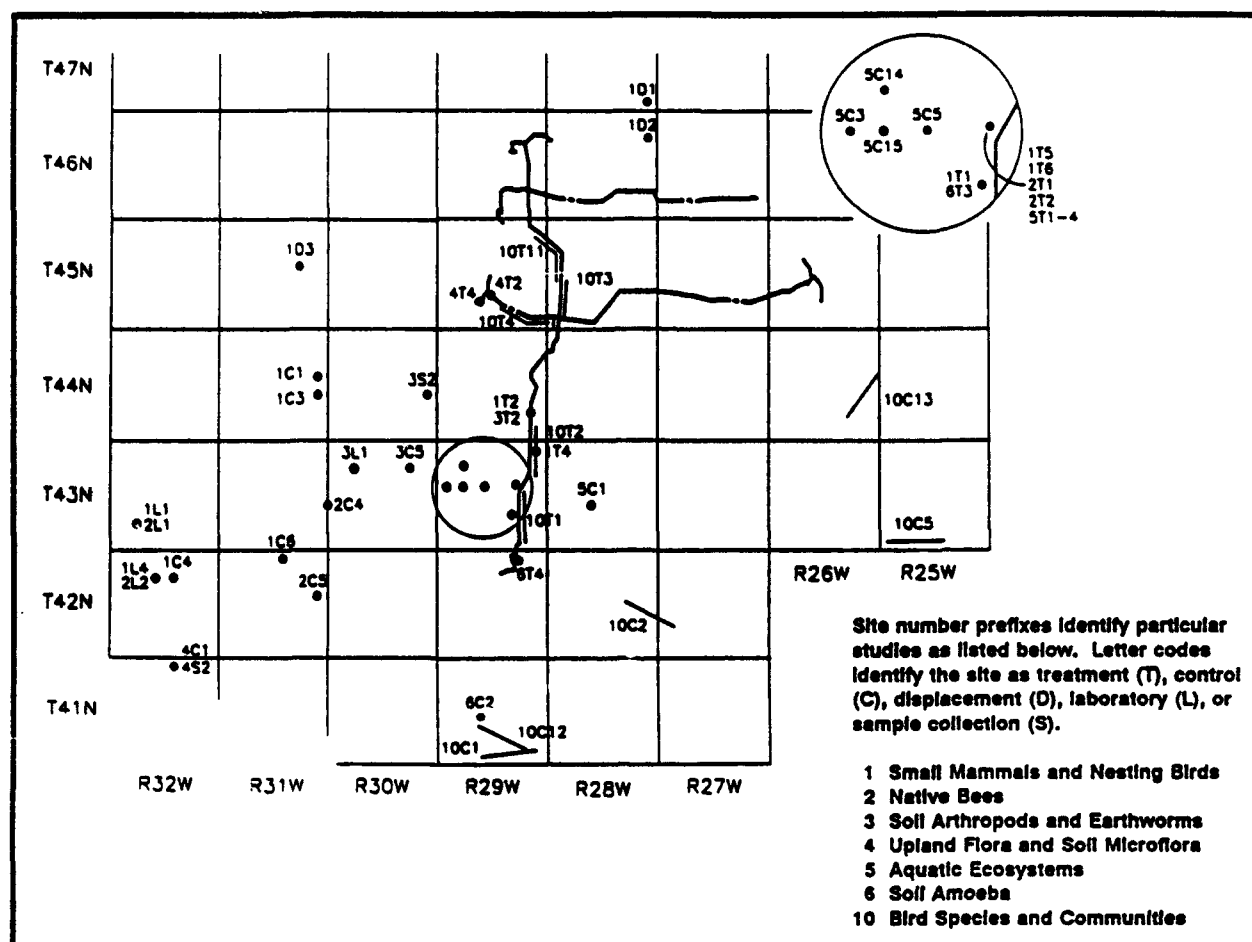 T47N
1D1
5C14
5C3
5C5
5C15
1D2
T46N
1T5
1T6
1T1
6T3
2T1
2T2
5T1-4
1D3
10T11
T45N
10T3
4T2
4T4
10T4
1C1
1C3
3S2
T44N
10C13
1T2
3T2
10T2
1T4
3L1
3C5
T43N
2C4
5C1
1L1
2L1
10T1
10C5
1C6
1L4
1C4
2L2
2C5
6T4
R26W
R25W
T42N
10C2
4C1
4S2
T41N
6C2
10C12
10C1
R32W
R31W
R30W
R29W
R28W
R27W
Site number prefixes identify particular
studies as listed below. Letter codes
identify the site as treatment (T), control
(C), displacement (D), laboratory (L), or
sample collection (S).
1 Small Mammals and Nesting Birds
2 Native Bees
3 Soil Arthropods and Earthworms
4 Upland Flora and Soil Microflora
5 Aquatic Ecosystems
6 Soil Amoeba
10 Bird Species and Communities